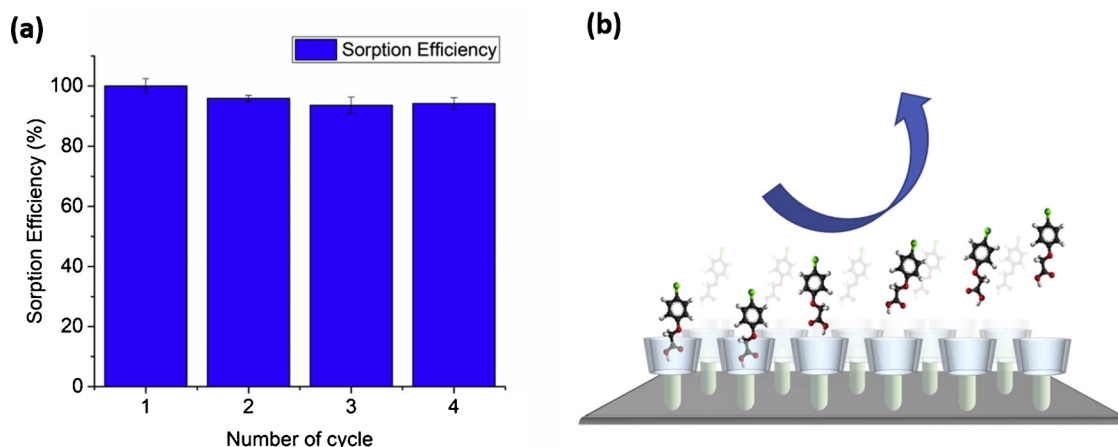 (a)
Sorption Efficiency
100
80
60
40
20
0
Sorption Efficiency (%)
1 2 3 4
Number of cycle
(b)